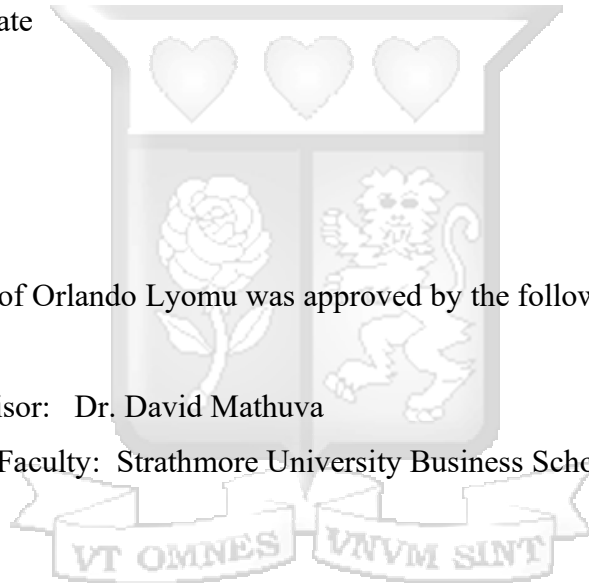 ate
of Orlando Lyomu was approved by the follow
isor: Dr. David Mathuva
Faculty: Strathmore University Business Scho
VT OMNES VNVM SINT